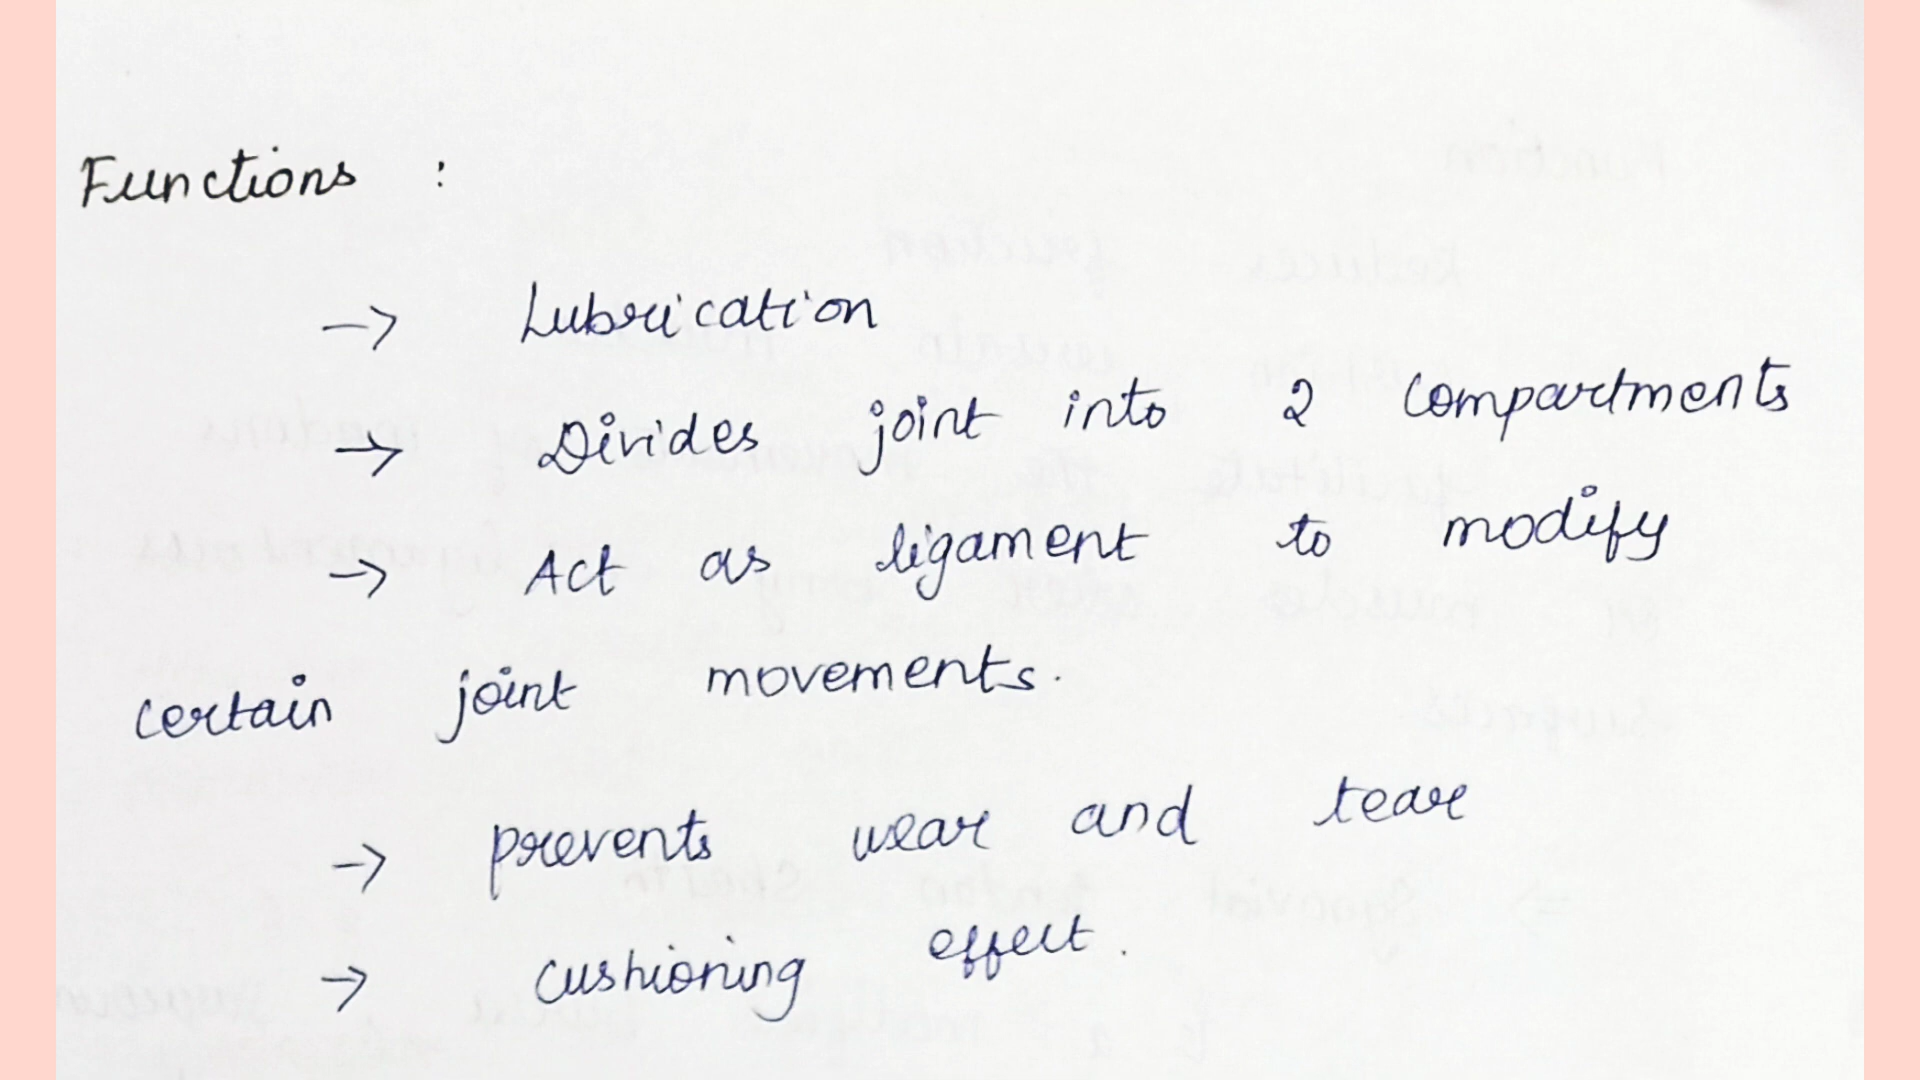 Functions :
→ Lubrication
→ Divides joint into 2 compartments
→ Act as ligament to modify
certain joint movements.
→ prevents wear and tear
→ cushioning effect.